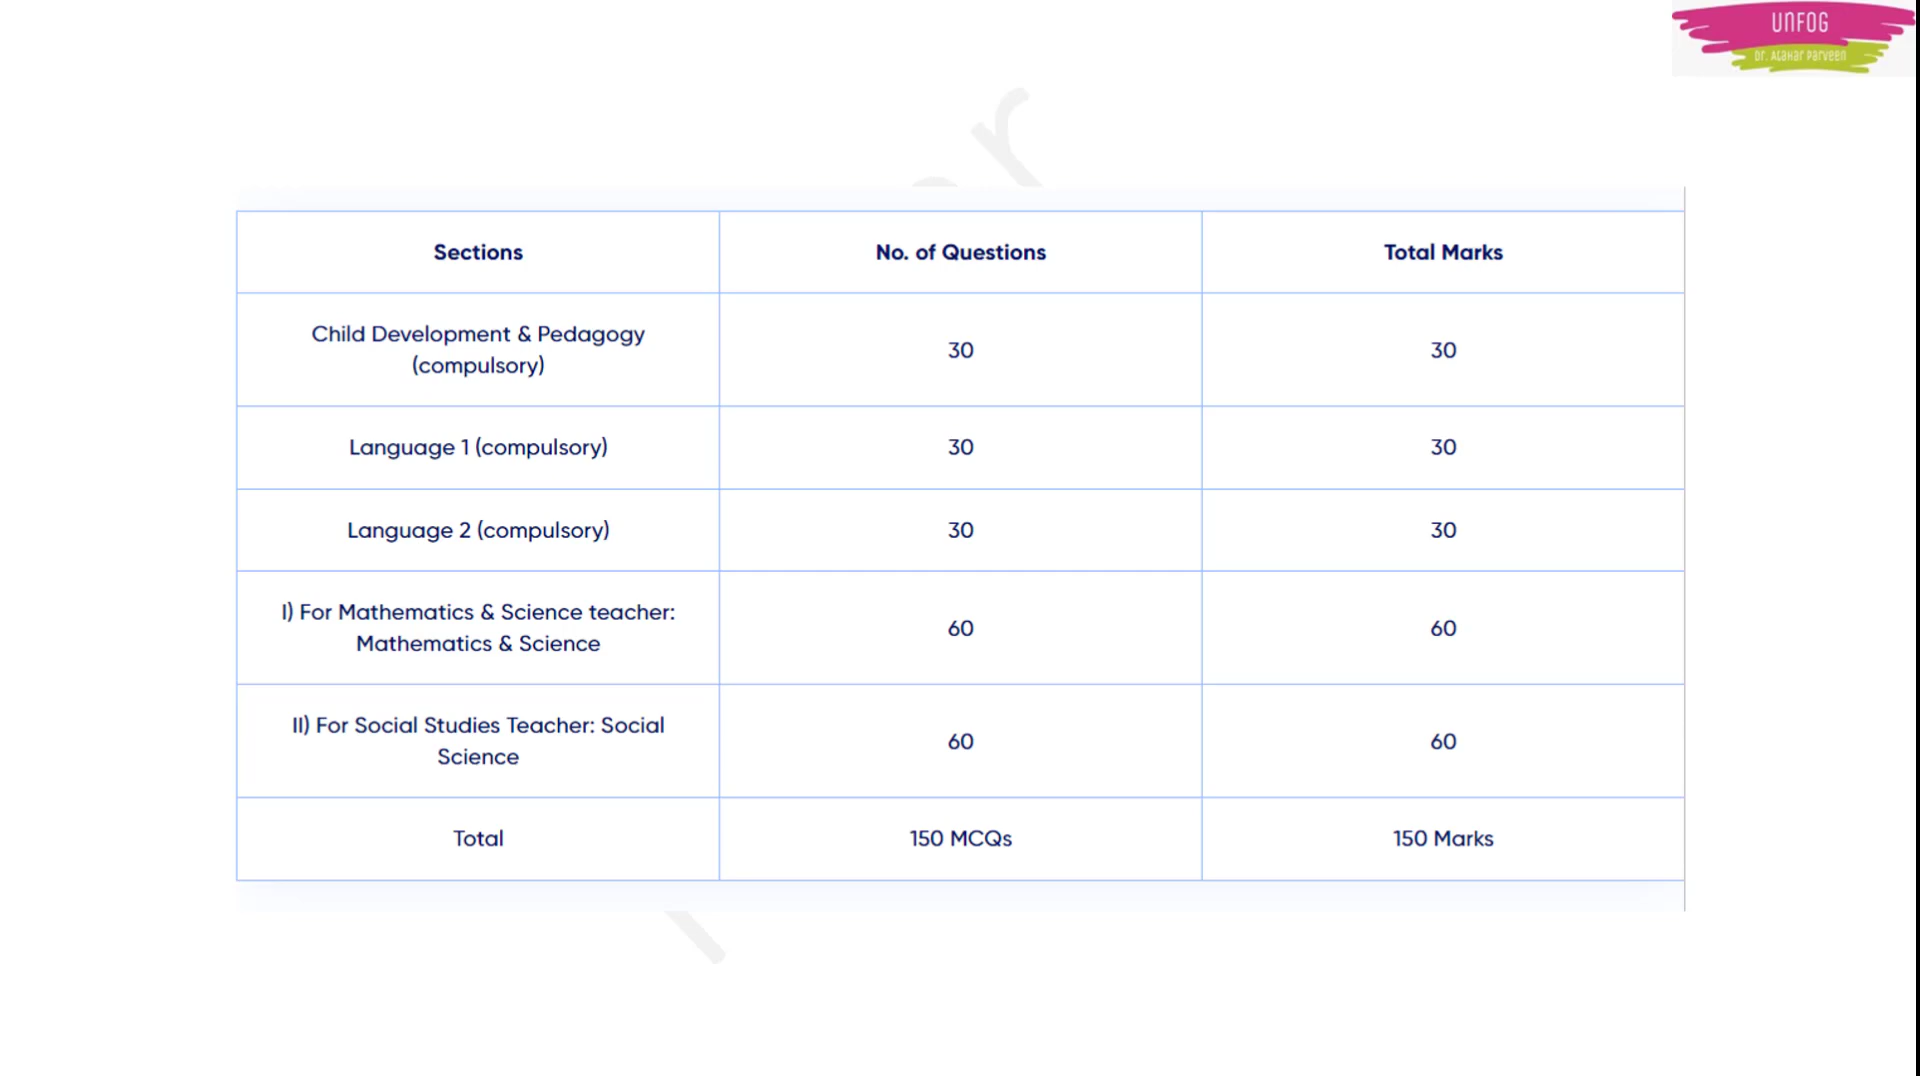 UNFOG
Dr. Atahar Parveen
Sections No. of Questions Total Marks
Child Development & Pedagogy
(compulsory)
30 30
Language 1 (compulsory) 30 30
Language 2 (compulsory) 30 30
I) For Mathematics & Science teacher:
Mathematics & Science
60 60
II) For Social Studies Teacher: Social
Science
60 60
Total 150 MCQs 150 Marks